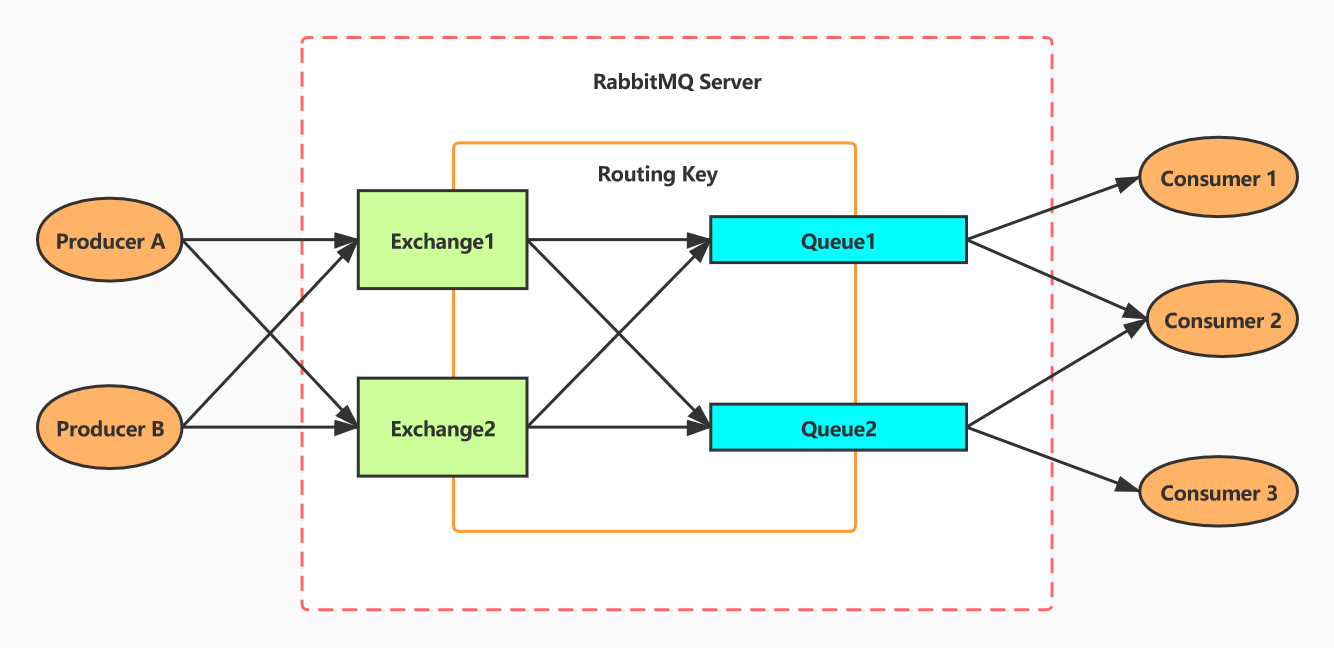 RabbitMQ Server
Routing Key
Producer A
Exchange1
Queue1
Consumer 1
Consumer 2
Producer B
Exchange2
Queue2
Consumer 3